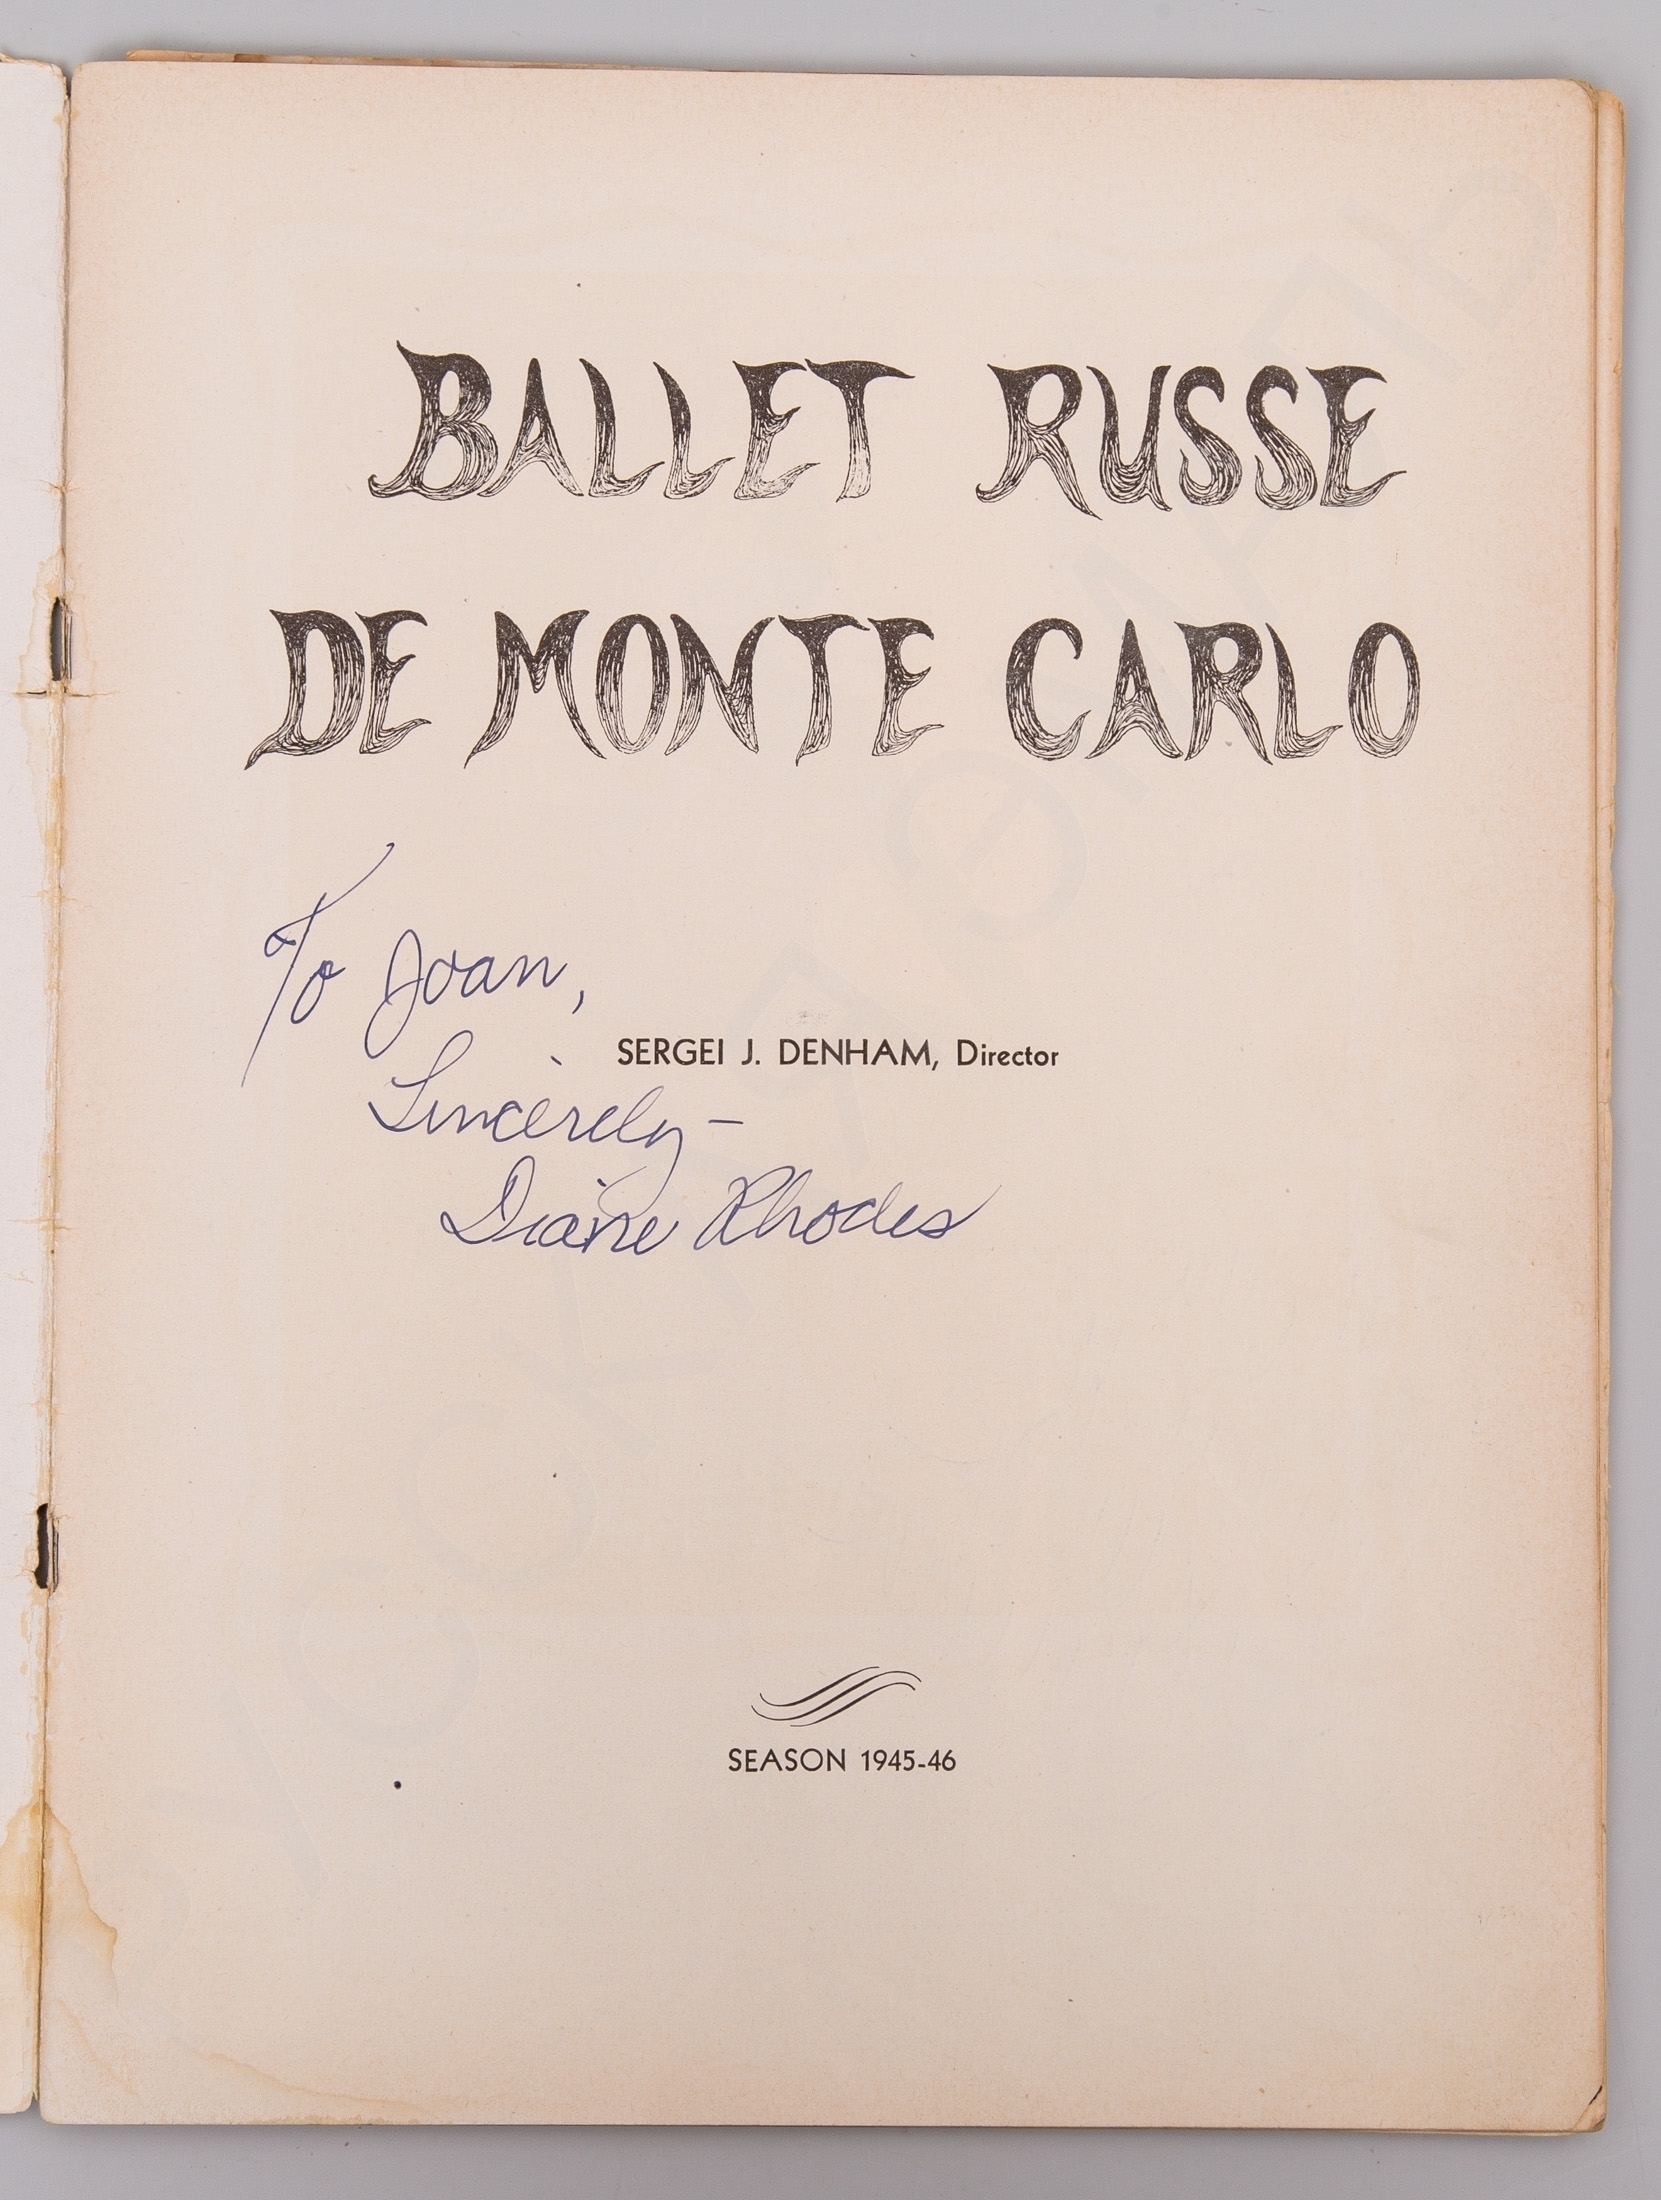 BALLET RUSSE
DE MONTE CARLO
To Joan,
SERGEI J. DENHAM, Director
Sincerely –
Diane Rhodes
SEASON 1945-46